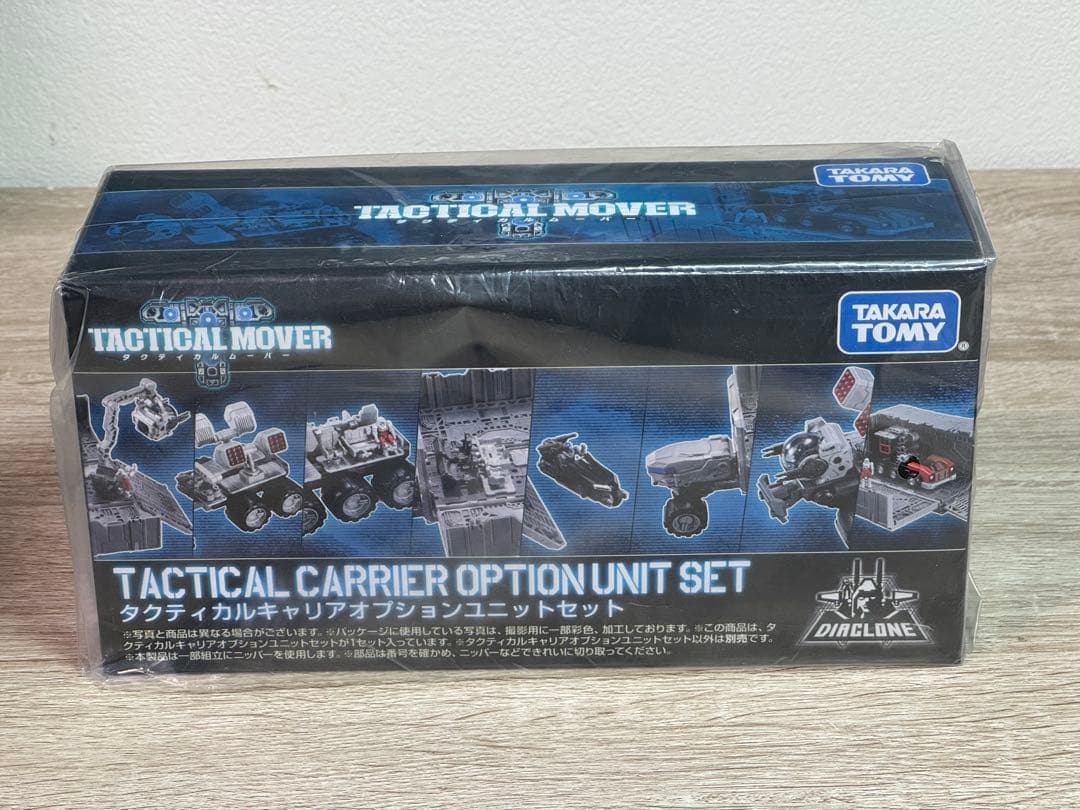 TAKARA
TOMY
TACTICAL MOVER
タクティカルムーバー
TACTICAL MOVER
タクティカルムーバー
TAKARA
TOMY
®
TACTICAL CARRIER OPTION UNIT SET
タクティカルキャリアオプションユニットセット
DIACLONE
※写真と商品は異なる場合がございます。※パッケージに使用している写真は、撮影用に一部彩色、加工しております。※この商品は、タ
クティカルキャリアオプションユニットセットが1セット入っています。※タクティカルキャリアオプションユニットセット以外は別売です。
※本製品は一部組立にニッパーを使用します。※部品は番号を確かめ、ニッパーなどできれいに切り取ってください。